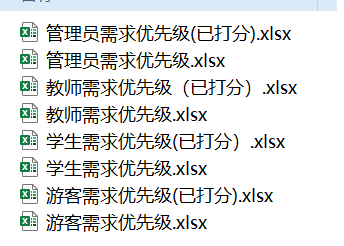 管理员需求优先级(已打分).xlsx
管理员需求优先级.xlsx
教师需求优先级（已打分）.xlsx
教师需求优先级.xlsx
学生需求优先级(已打分）.xlsx
学生需求优先级.xlsx
游客需求优先级(已打分).xlsx
游客需求优先级.xlsx